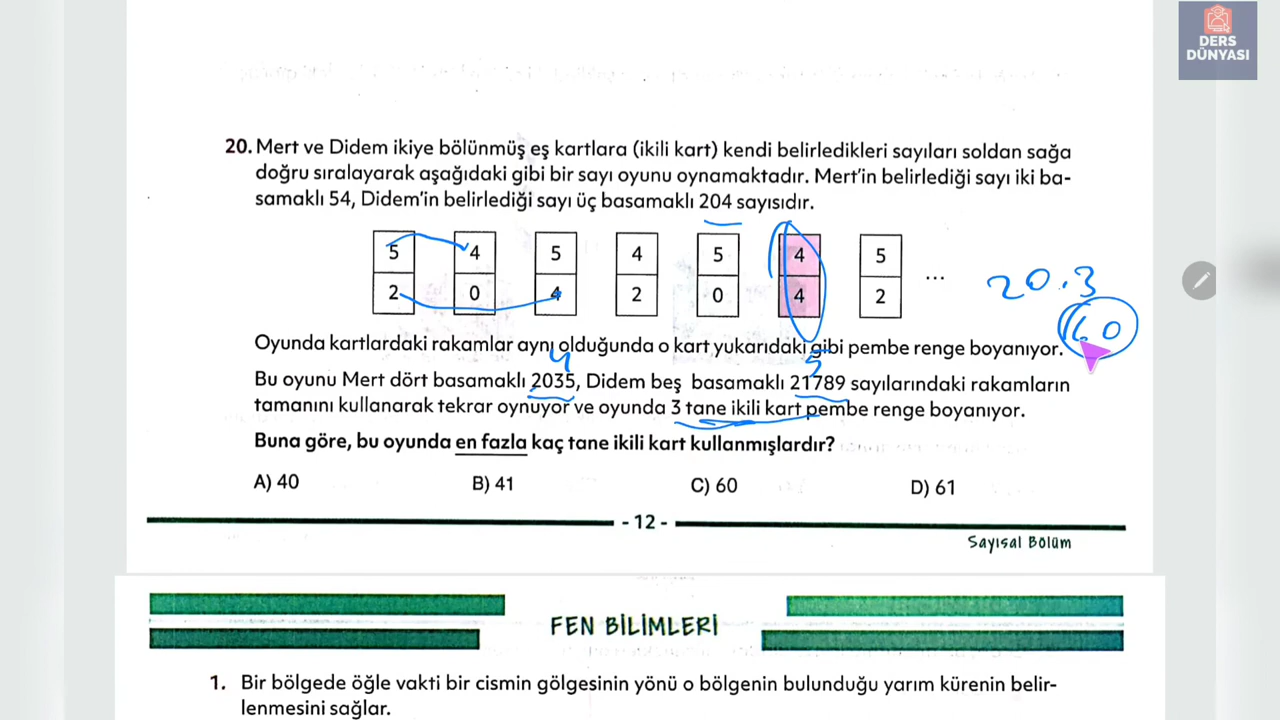 DERS
DÜNYASI
20. Mert ve Didem ikiye bölünmüş eş kartlara (ikili kart) kendi belirledikleri sayıları soldan sağa
doğru sıralayarak aşağıdaki gibi bir sayı oyunu oynamaktadır. Mert'in belirlediği sayı iki ba-
samaklı 54, Didem'in belirlediği sayı üç basamaklı 204 sayısıdır.
5 4 5 4 5 4 5
2 0 4 2 0 4 2 ...
20.3
60
Oyunda kartlardaki rakamlar aynı olduğunda o kart yukarıdaki gibi pembe renge boyanıyor.
4 5
Bu oyunu Mert dört basamaklı 2035, Didem beş basamaklı 21789 sayılarındaki rakamların
tamanını kullanarak tekrar oynuyor ve oyunda 3 tane ikili kart pembe renge boyanıyor.
Buna göre, bu oyunda en fazla kaç tane ikili kart kullanmışlardır?
A) 40 B) 41 C) 60 D) 61
- 12 -
Sayısal Bölüm
FEN BİLİMLERİ
1. Bir bölgede öğle vakti bir cismin gölgesinin yönü o bölgenin bulunduğu yarım kürenin belir-
lenmesini sağlar.